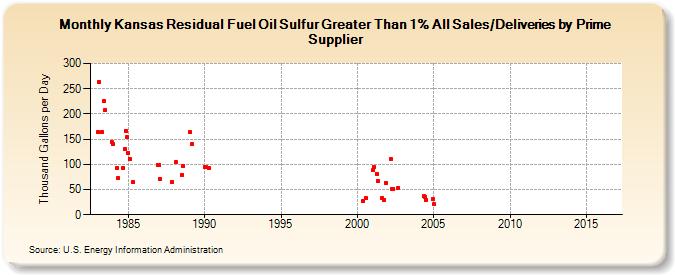 Monthly Kansas Residual Fuel Oil Sulfur Greater Than 1% All Sales/Deliveries by Prime
Supplier
Thousand Gallons per Day
300
250
200
150
100
50
0
1985 1990 1995 2000 2005 2010 2015
Source: U.S. Energy Information Administration